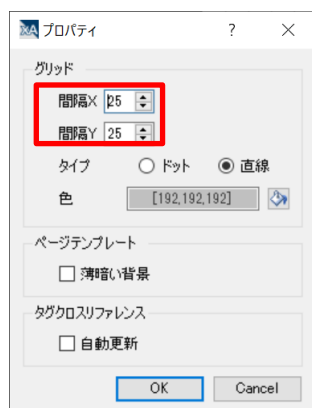 ixA プロパティ ? ×
グリッド
間隔X 25
間隔Y 25
タイプ ドット 直線
色 [192,192,192]
ページテンプレート
薄暗い背景
タグクロスリファレンス
自動更新
OK Cancel